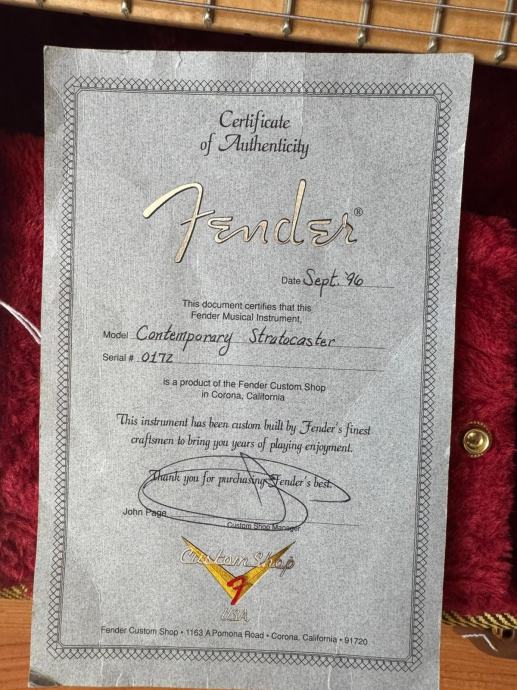 Certificate
of Authenticity
Fender®
Date Sept. '96
This document certifies that this
Fender Musical Instrument,
Model Contemporary Stratocaster
Serial # 0172
is a product of the Fender Custom Shop
in Corona, California
This instrument has been custom built by Fender's finest
craftsmen to bring you years of playing enjoyment.
Thank you for purchasing Fender's best.
John Page
Custom Shop Manager
Custom Shop
USA
Fender Custom Shop • 1163 A Pomona Road • Corona, California • 91720